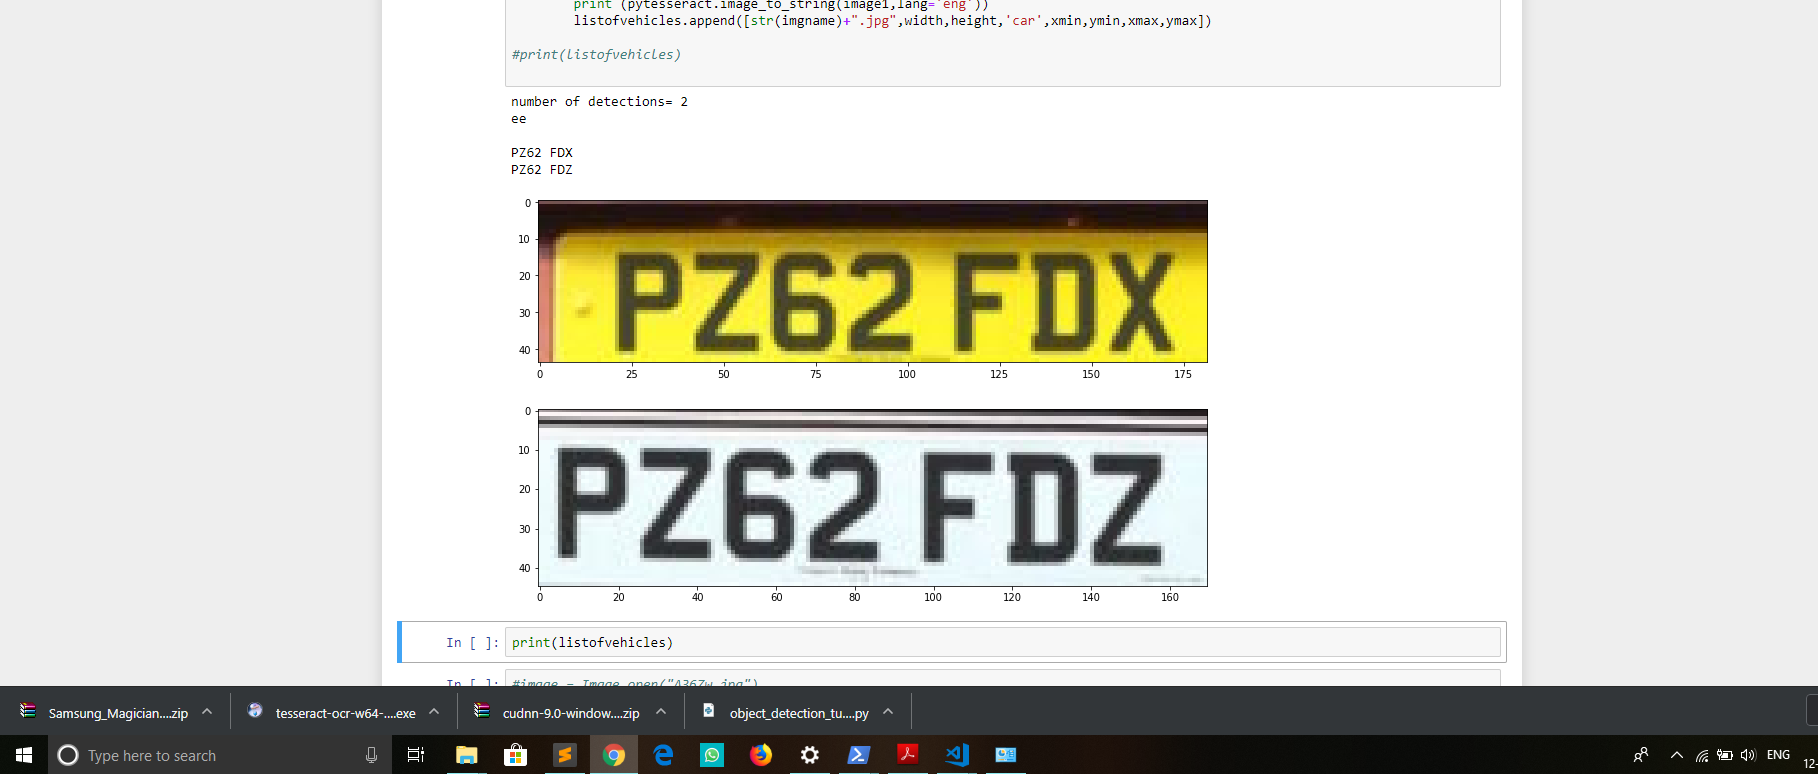 print (pytesseract.image_to_string(image1,lang='eng'))
listofvehicles.append([str(imgname)+".jpg",width,height,'car',xmin,ymin,xmax,ymax])
#print(listofvehicles)
number of detections= 2
ee
PZ62 FDX
PZ62 FDZ
0
10
20
30
40
PZ62 FDX
0 25 50 75 100 125 150 175
0
10
20
30
40
PZ62 FDZ
0 20 40 60 80 100 120 140 160
In [ ]: print(listofvehicles)
In [ ]: #image = Image.open("A367w.jpg")
Samsung_Magician....zip
tesseract-ocr-w64-....exe
cudnn-9.0-window....zip
object_detection_tu....py
Type here to search
ENG